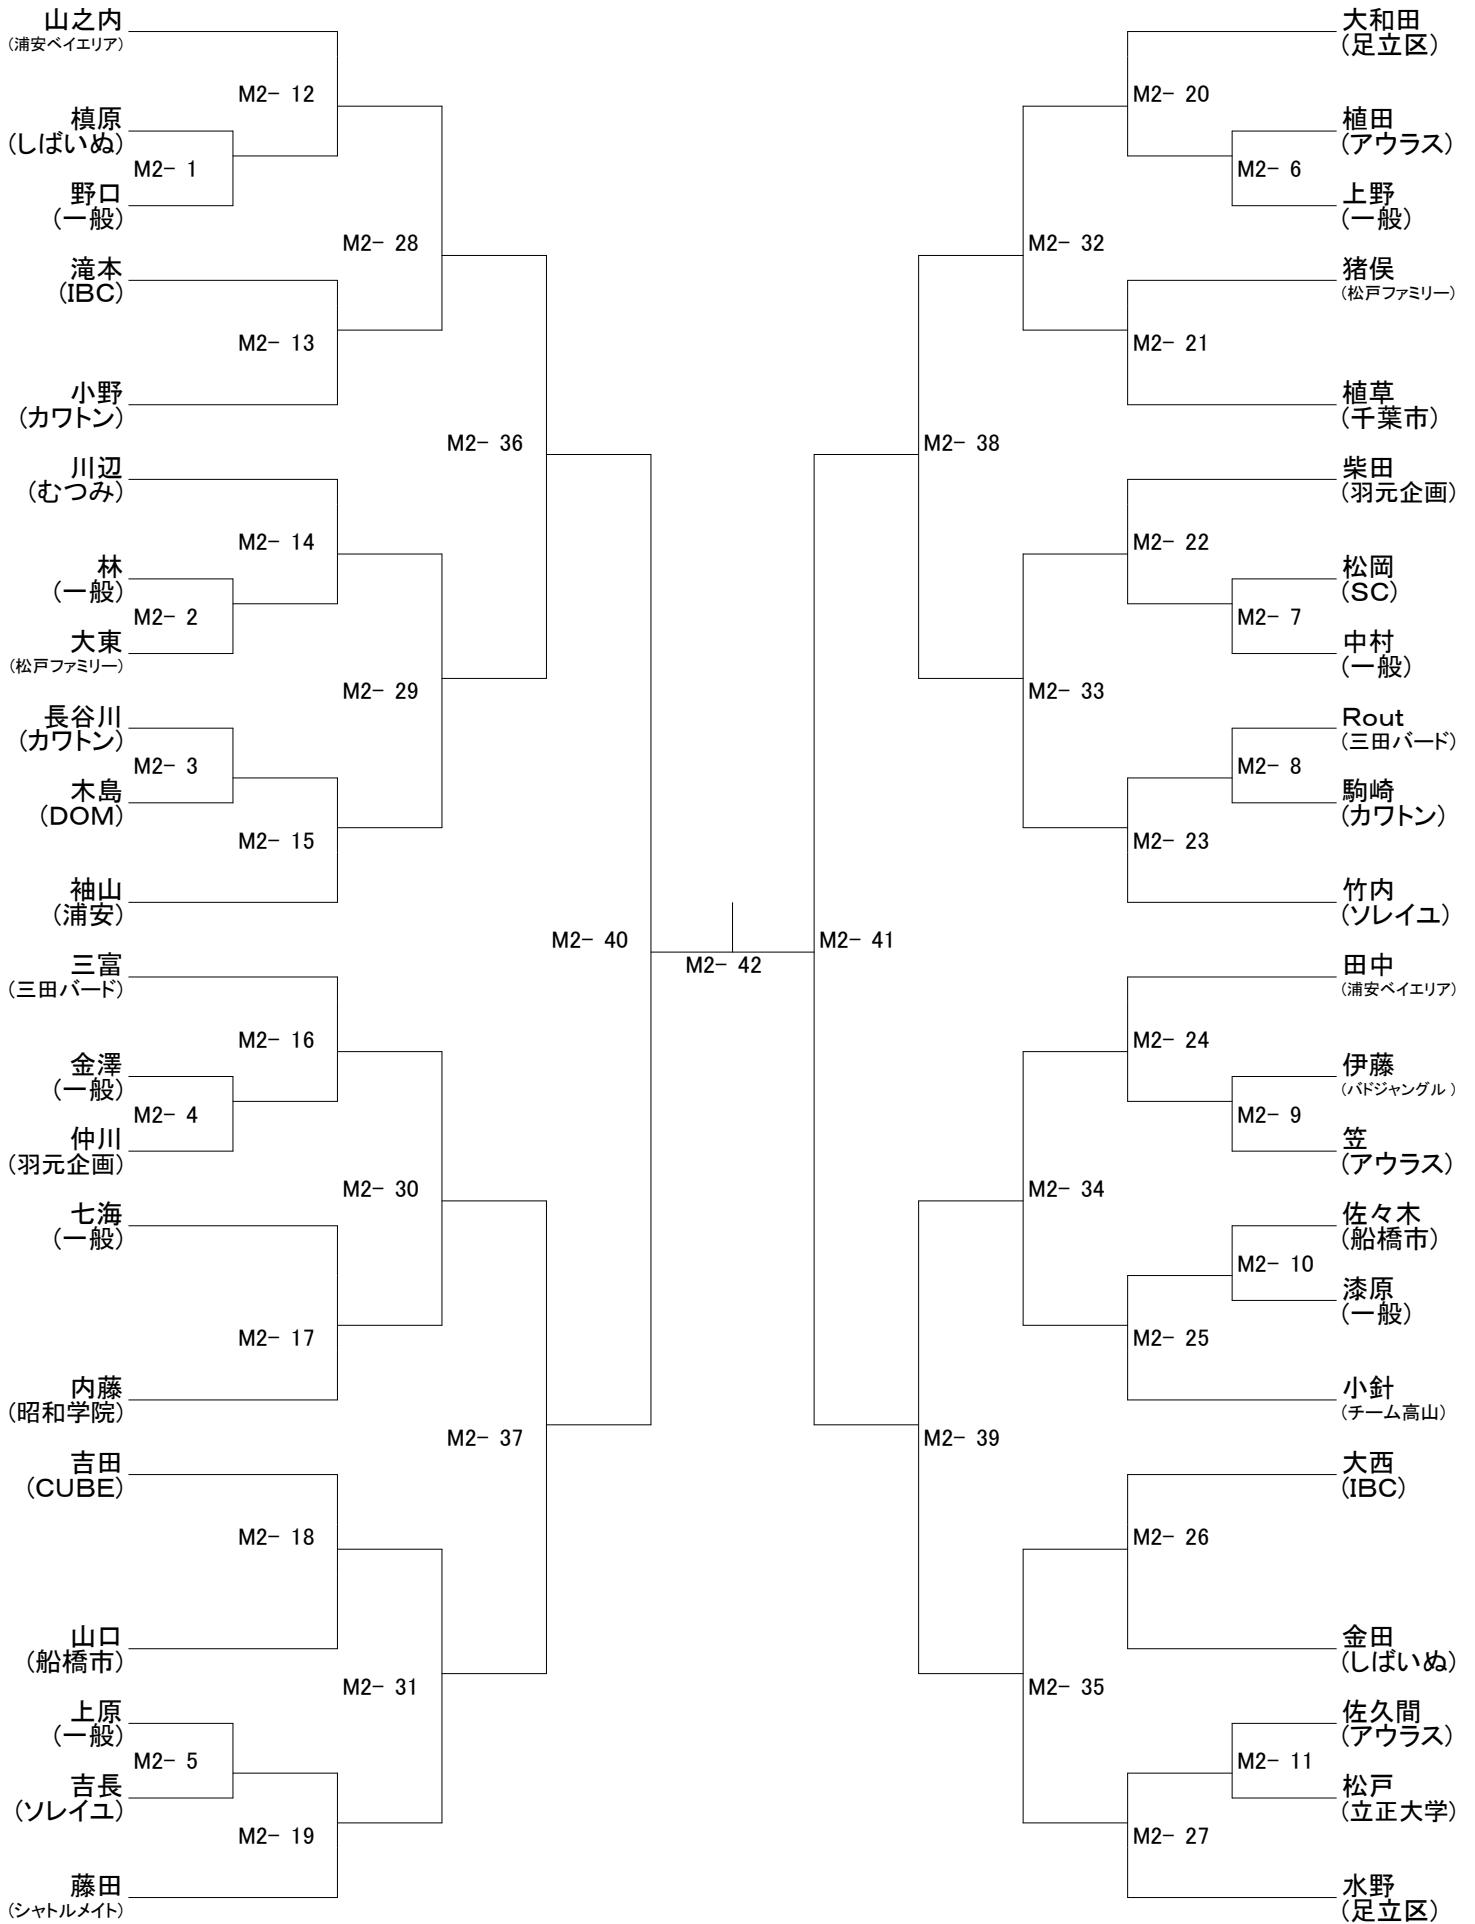 山之内
(浦安ベイエリア)
M2- 12
槙原
(しばいぬ)
M2- 1
野口
(一般)
M2- 28
滝本
(IBC)
M2- 13
小野
(カワトン)
M2- 36
川辺
(むつみ)
M2- 14
林
(一般)
M2- 2
大東
(松戸ファミリー)
M2- 29
長谷川
(カワトン)
M2- 3
木島
(DOM)
M2- 15
袖山
(浦安)
M2- 40
三富
(三田バード)
M2- 16
金澤
(一般)
M2- 4
仲川
(羽元企画)
M2- 30
七海
(一般)
M2- 17
内藤
(昭和学院)
M2- 37
吉田
(CUBE)
M2- 18
山口
(船橋市)
M2- 31
上原
(一般)
M2- 5
吉長
(ソレイユ)
M2- 19
藤田
(シャトルメイト)
M2- 42
大和田
(足立区)
M2- 20
植田
(アウラス)
M2- 6
上野
(一般)
M2- 32
猪俣
(松戸ファミリー)
M2- 21
植草
(千葉市)
M2- 38
柴田
(羽元企画)
M2- 22
松岡
(SC)
M2- 7
中村
(一般)
M2- 33
Rout
(三田バード)
M2- 8
駒崎
(カワトン)
M2- 23
竹内
(ソレイユ)
M2- 41
田中
(浦安ベイエリア)
M2- 24
伊藤
(バドジャングル)
M2- 9
笠
(アウラス)
M2- 34
佐々木
(船橋市)
M2- 10
漆原
(一般)
M2- 25
小針
(チーム高山)
M2- 39
大西
(IBC)
M2- 26
金田
(しばいぬ)
M2- 35
佐久間
(アウラス)
M2- 11
松戸
(立正大学)
M2- 27
水野
(足立区)